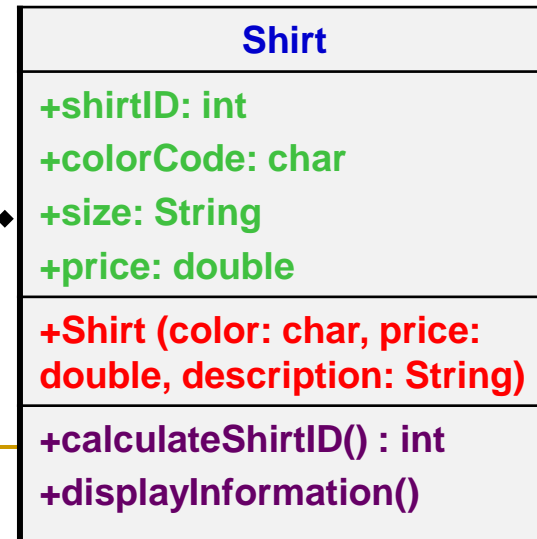 Shirt
+shirtID: int
+colorCode: char
+size: String
+price: double
+Shirt (color: char, price:
double, description: String)
+calculateShirtID() : int
+displayInformation()